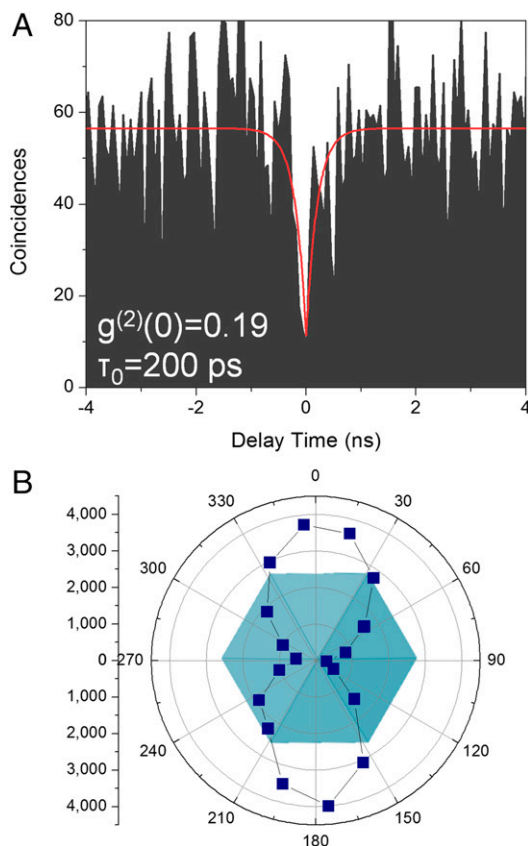 A
80
60
40
20
0
Coincidences
g(2)(0)=0.19
τ0=200 ps
-4 -2 0 2 4
Delay Time (ns)
B
0
330 30
4,000
3,000
300 60
2,000
1,000
0 270 90
1,000
2,000
240 120
3,000
4,000
210 150
180